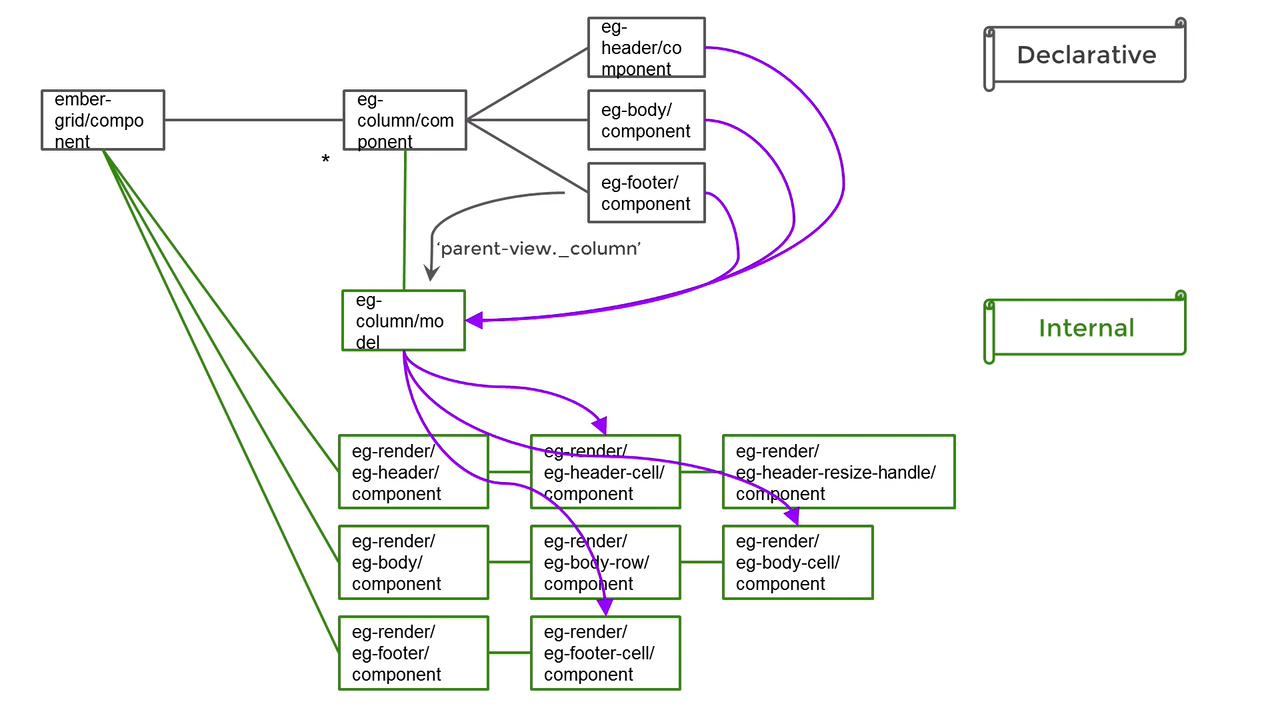 eg-
header/co
mponent
Declarative
ember-
grid/compo
nent
eg-
column/com
ponent
*
eg-body/
component
eg-footer/
component
‘parent-view._column’
eg-
column/mo
del
Internal
eg-render/
eg-header/
component
eg-render/
eg-header-cell/
component
eg-render/
eg-header-resize-handle/
component
eg-render/
eg-body/
component
eg-render/
eg-body-row/
component
eg-render/
eg-body-cell/
component
eg-render/
eg-footer/
component
eg-render/
eg-footer-cell/
component